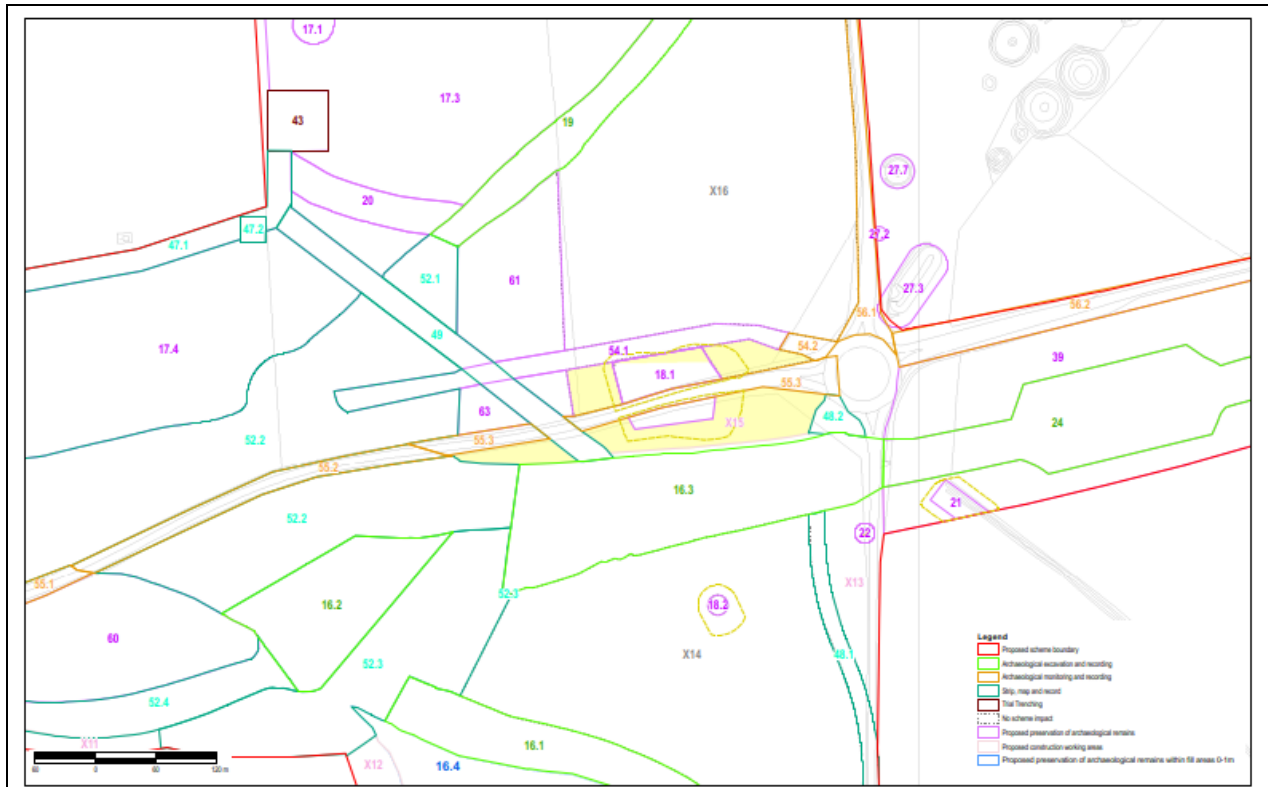 17.1
17.3
43
19
20
X16
27.7
47.2
47.1
27.2
52.1
61
27.3
56.1
56.2
49
17.4
54.1
54.2
39
18.1
55.3
63
X15
48.2
24
52.2
55.3
55.2
16.3
21
52.2
22
55.1
X13
52.3
16.2
18.2
60
52.3
X14
48.1
52.4
X11
16.1
X12
16.4
60
0
60
120 m
Legend
Proposed scheme boundary
Archaeological excavation and recording
Archaeological monitoring and recording
Strip, map and record
Trial Trenching
No scheme impact
Proposed preservation of archaeological remains
Proposed construction working areas
Proposed preservation of archaeological remains within fill areas 0-1m